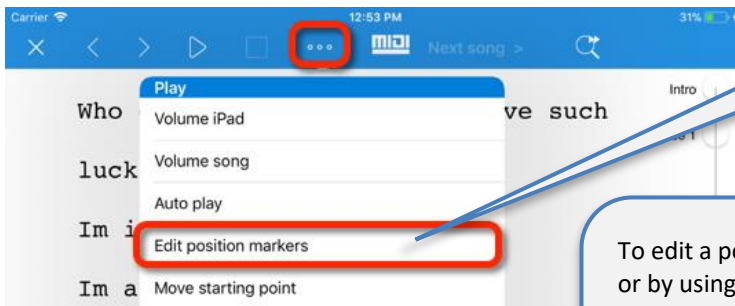 Carrier 12:53 PM 31%
MIDI Next song >
Play
Intro
Who ve such
Volume iPad
luck Volume song
Auto play
Im i Edit position markers
To edit a po
Im a Move starting point
or by using